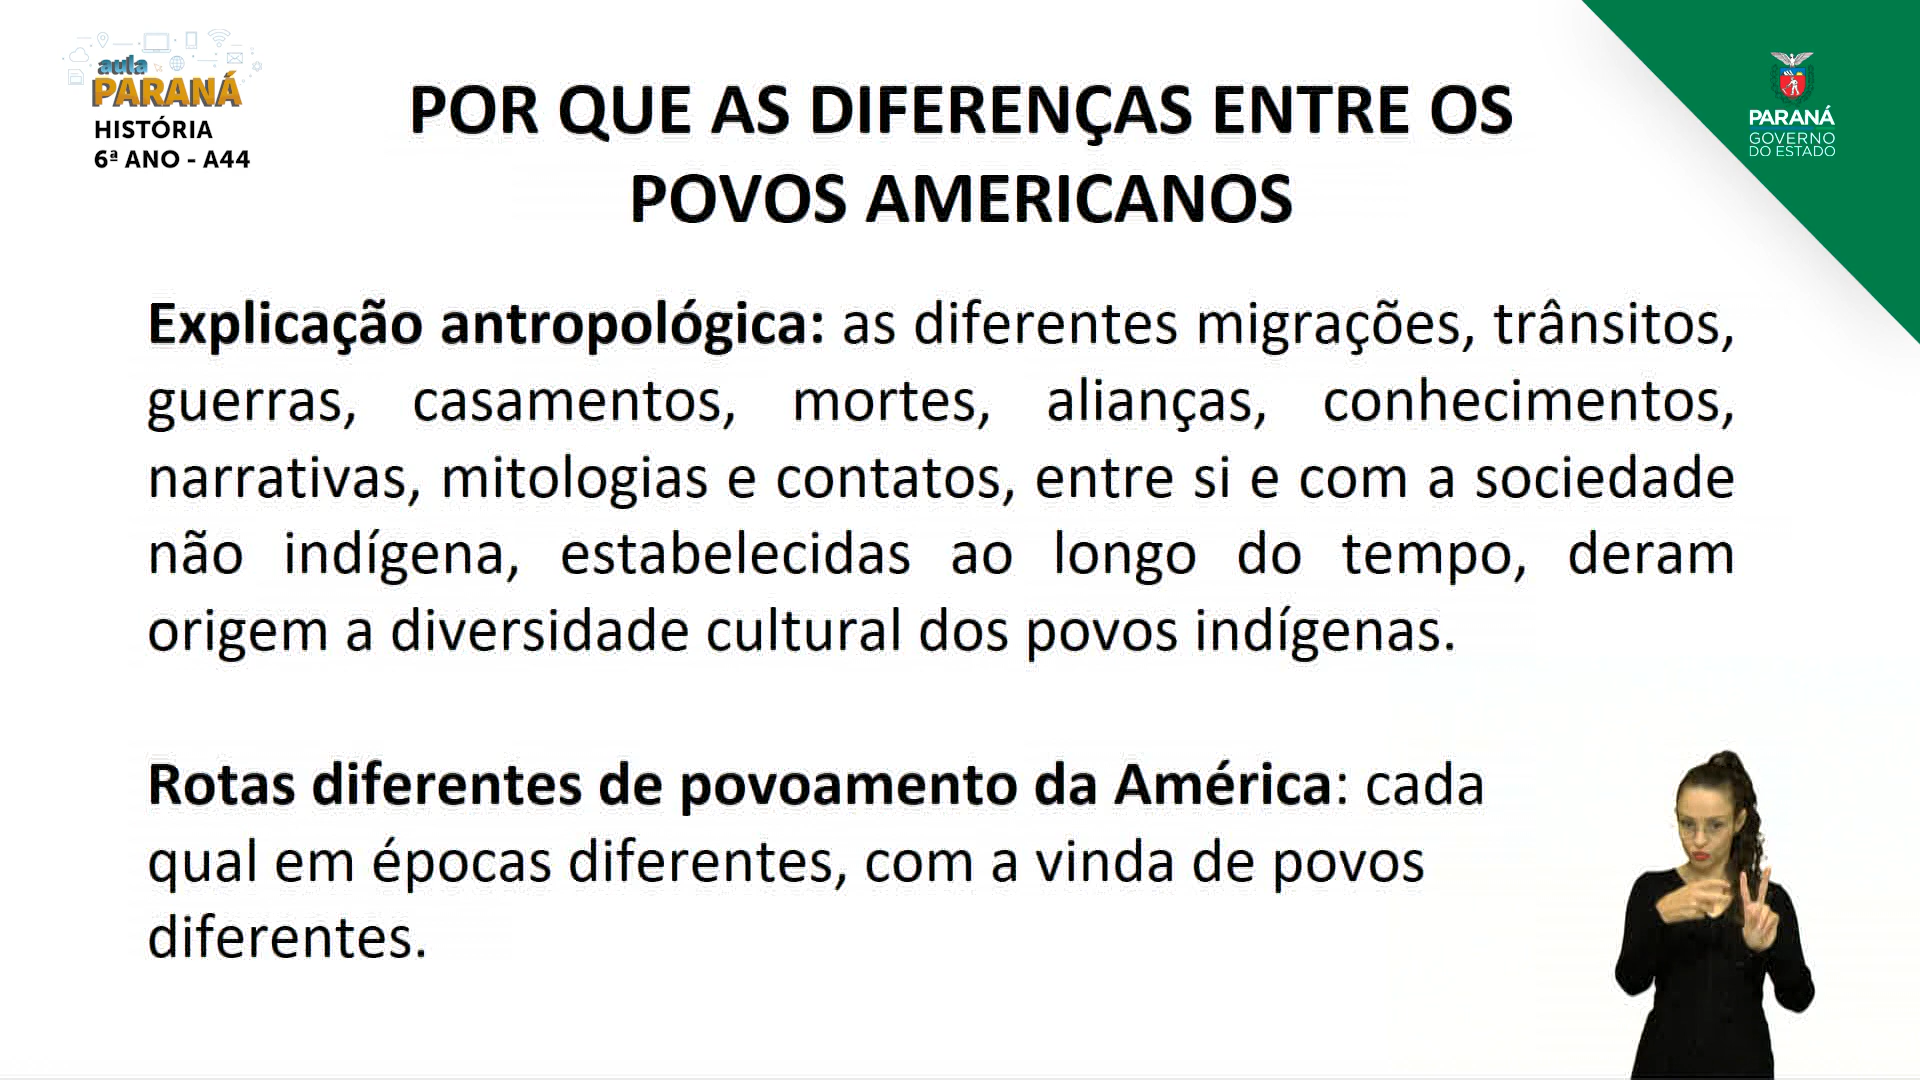 aula
PARANÁ
HISTÓRIA
6ª ANO - A44
POR QUE AS DIFERENÇAS ENTRE OS
POVOS AMERICANOS
PARANÁ
GOVERNO
DO ESTADO
Explicação antropológica: as diferentes migrações, trânsitos,
guerras, casamentos, mortes, alianças, conhecimentos,
narrativas, mitologias e contatos, entre si e com a sociedade
não indígena, estabelecidas ao longo do tempo, deram
origem a diversidade cultural dos povos indígenas.
Rotas diferentes de povoamento da América: cada
qual em épocas diferentes, com a vinda de povos
diferentes.